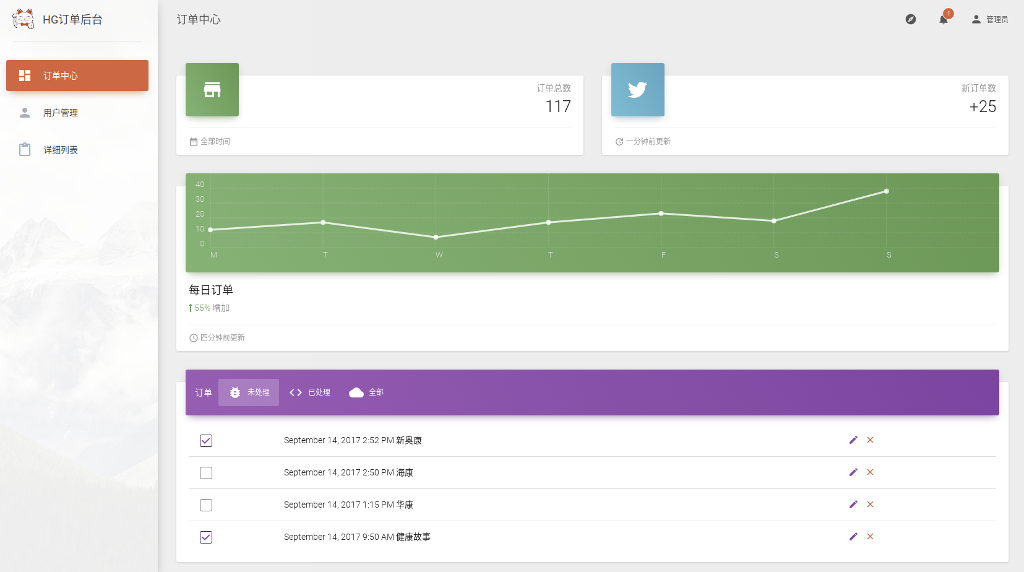 HG订单后台
订单中心
用户管理
详细列表
订单中心
1
管理员
订单总数
117
全部时间
新订单数
+25
一分钟前更新
40
30
20
10
0
M T W T F S S
每日订单
55% 增加
四分钟前更新
订单 未处理 已处理 全部
September 14, 2017 2:52 PM 新奥康
September 14, 2017 2:50 PM 海康
September 14, 2017 1:15 PM 华康
September 14, 2017 9:50 AM 健康故事